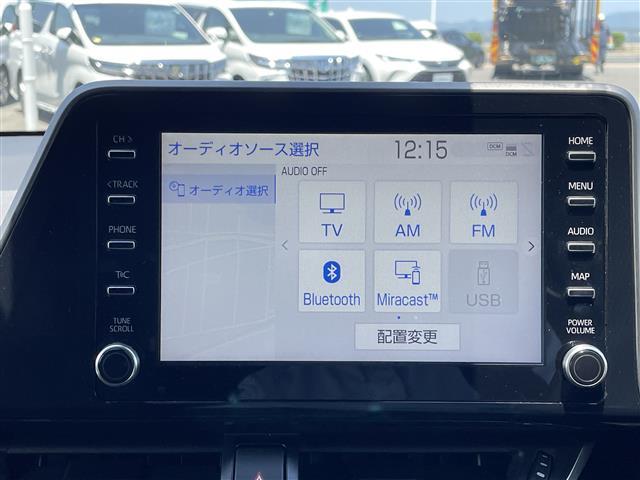 CH >
< TRACK
PHONE
T&C
TUNE
SCROLL
オーディオソース選択
12:15
DCM
DCM
AUDIO OFF
オーディオ選択
TV
AM
FM
Bluetooth
Miracast™
USB
配置変更
HOME
MENU
AUDIO
MAP
POWER
VOLUME